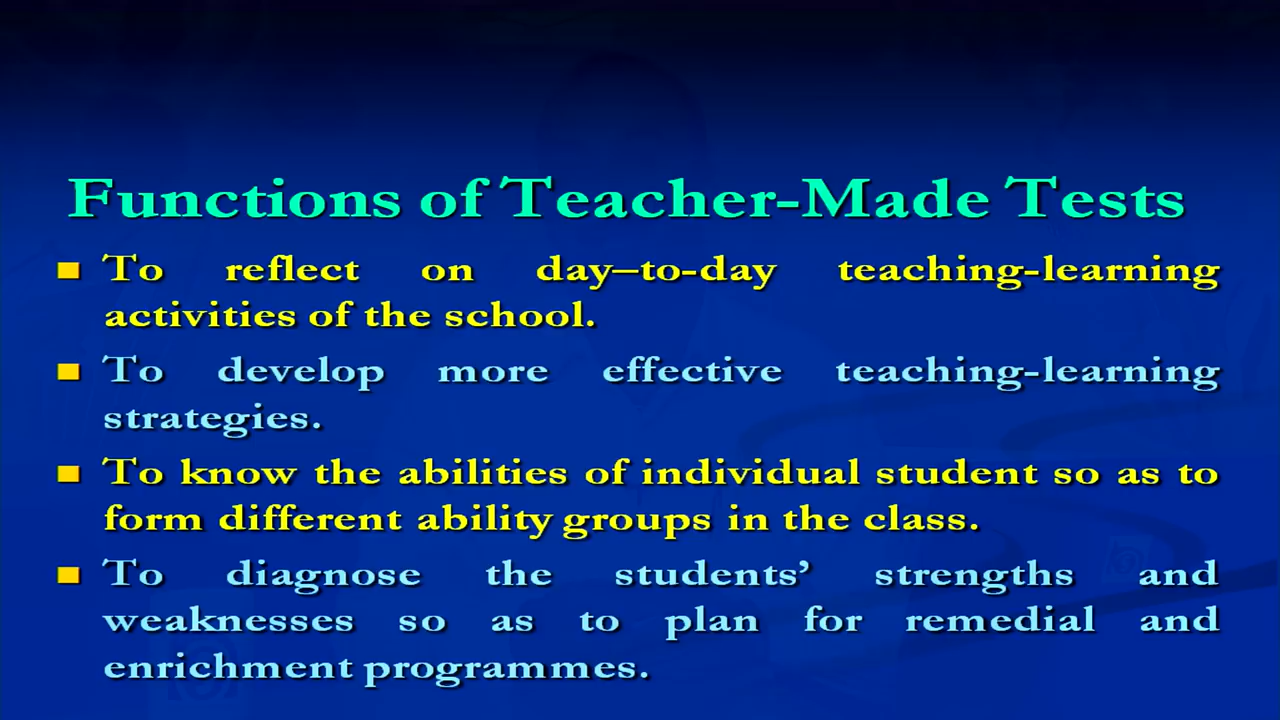 Functions of Teacher-Made Tests
To reflect on day–to-day teaching-learning
activities of the school.
To develop more effective teaching-learning
strategies.
To know the abilities of individual student so as to
form different ability groups in the class.
To diagnose the students’ strengths and
weaknesses so as to plan for remedial and
enrichment programmes.